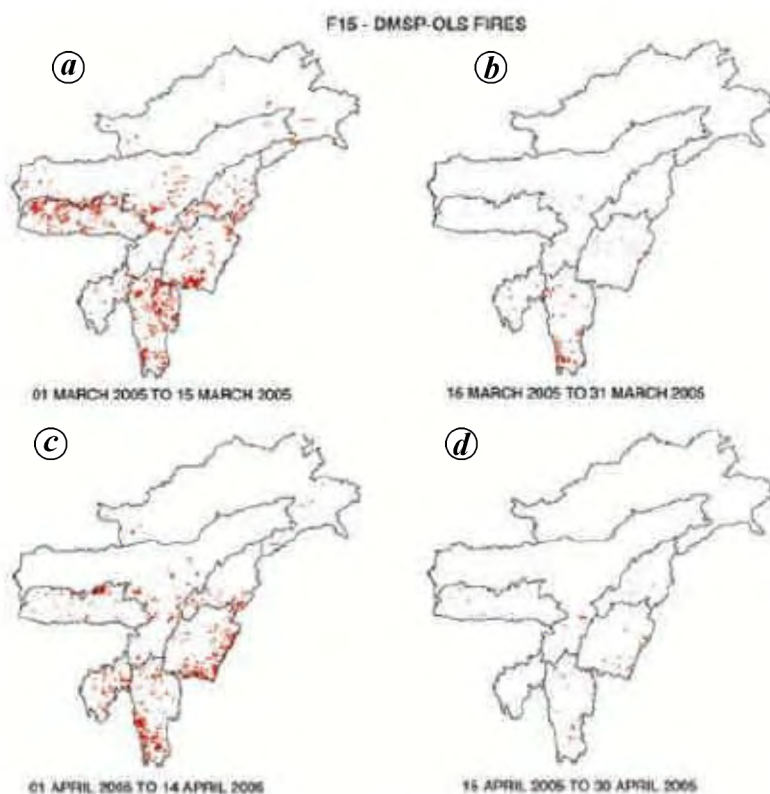 F15 - DMSP-OLS FIRES
a
b
01 MARCH 2005 TO 15 MARCH 2005
16 MARCH 2005 TO 31 MARCH 2005
c
d
01 APRIL 2005 TO 14 APRIL 2005
15 APRIL 2005 TO 30 APRIL 2005